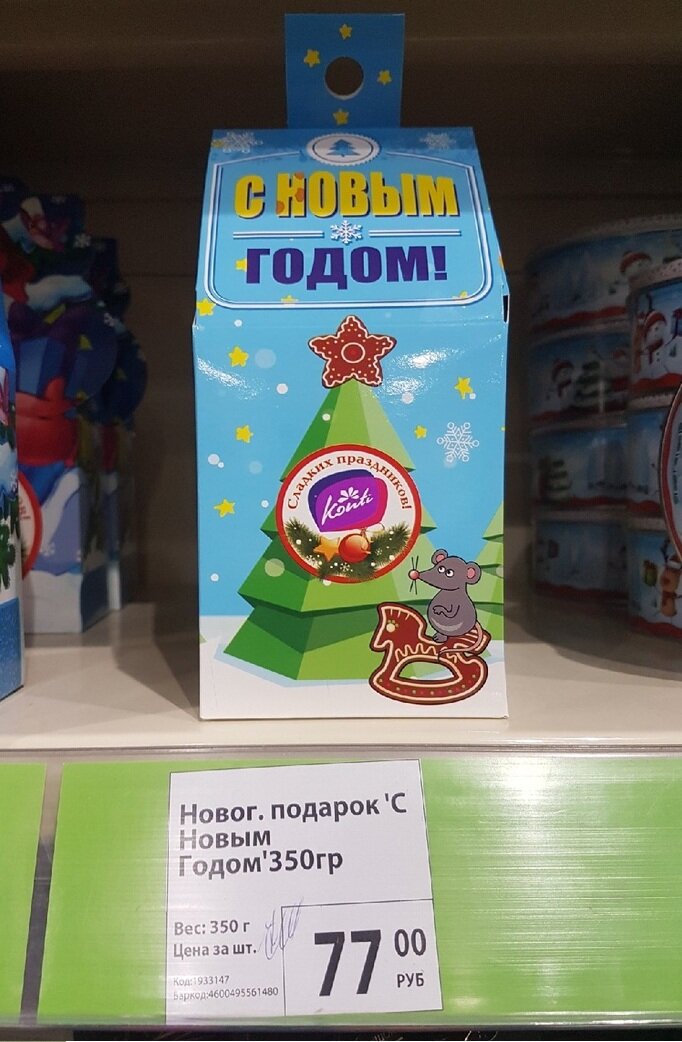 С НОВЫМ
ГОДОМ!
Сладких праздников!
Konti
Новог. подарок 'С
Новым
Годом'350гр
Вес: 350 г
Цена за шт.
77 00
РУБ
Код:1933147
Баркод:4600495561480